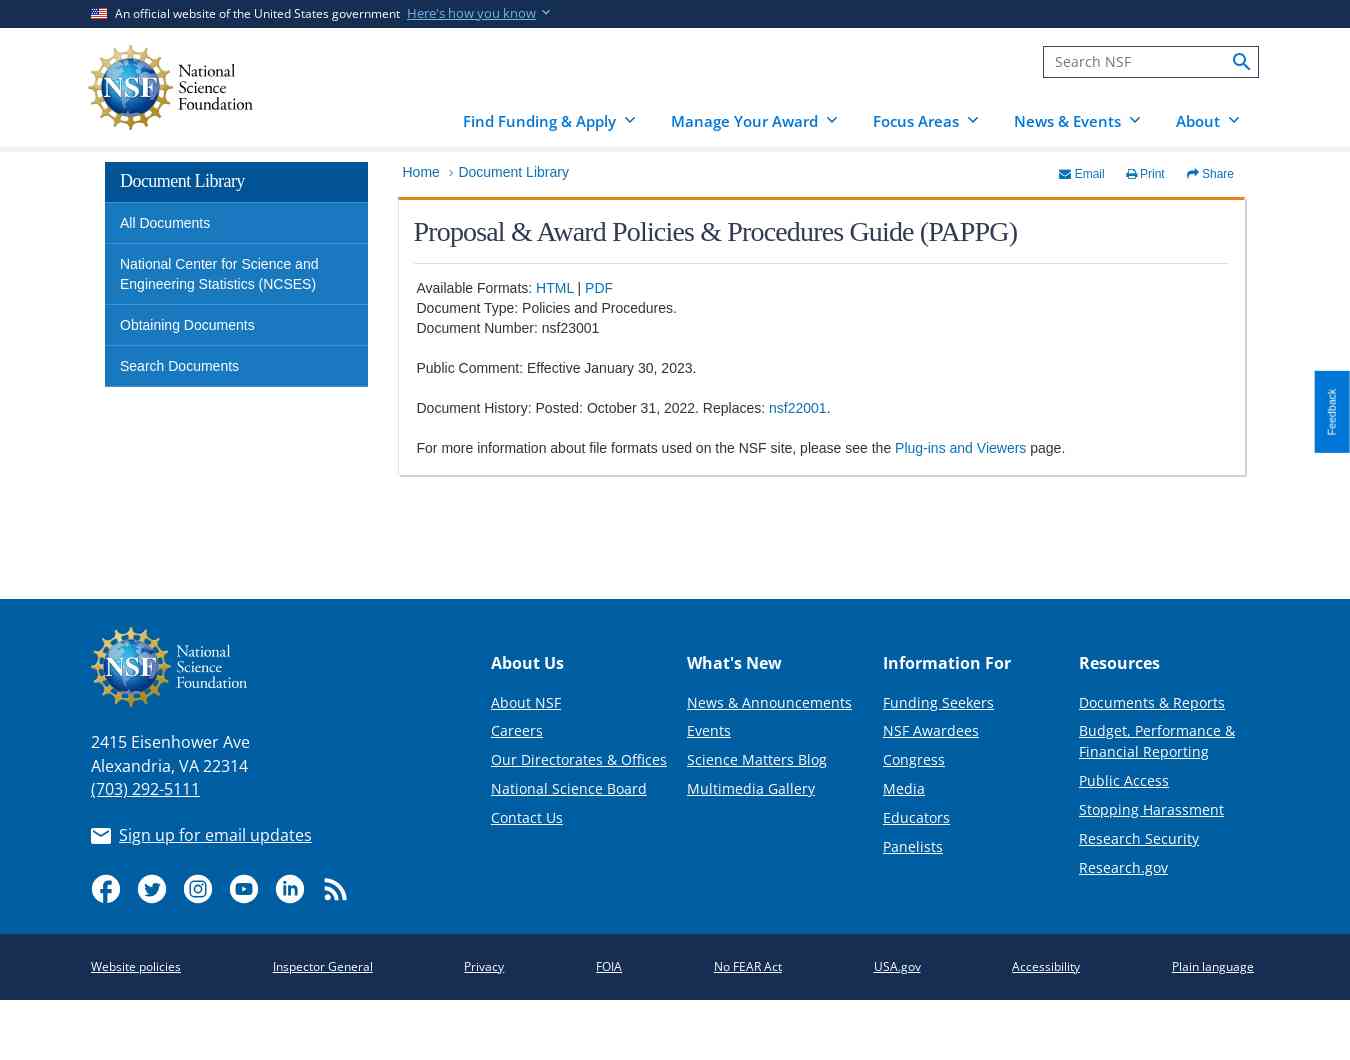 An official website of the United States government Here's how you know
NSF
National
Science
Foundation
Search NSF
Find Funding & Apply Manage Your Award Focus Areas News & Events About
Document Library
All Documents
National Center for Science and
Engineering Statistics (NCSES)
Obtaining Documents
Search Documents
Home › Document Library
Email Print Share
Proposal & Award Policies & Procedures Guide (PAPPG)
Available Formats: HTML | PDF
Document Type: Policies and Procedures.
Document Number: nsf23001
Public Comment: Effective January 30, 2023.
Document History: Posted: October 31, 2022. Replaces: nsf22001.
For more information about file formats used on the NSF site, please see the Plug-ins and Viewers page.
Feedback
NSF
National
Science
Foundation
2415 Eisenhower Ave
Alexandria, VA 22314
(703) 292-5111
Sign up for email updates
About Us
About NSF
Careers
Our Directorates & Offices
National Science Board
Contact Us
What's New
News & Announcements
Events
Science Matters Blog
Multimedia Gallery
Information For
Funding Seekers
NSF Awardees
Congress
Media
Educators
Panelists
Resources
Documents & Reports
Budget, Performance &
Financial Reporting
Public Access
Stopping Harassment
Research Security
Research.gov
Website policies Inspector General Privacy FOIA No FEAR Act USA.gov Accessibility Plain language